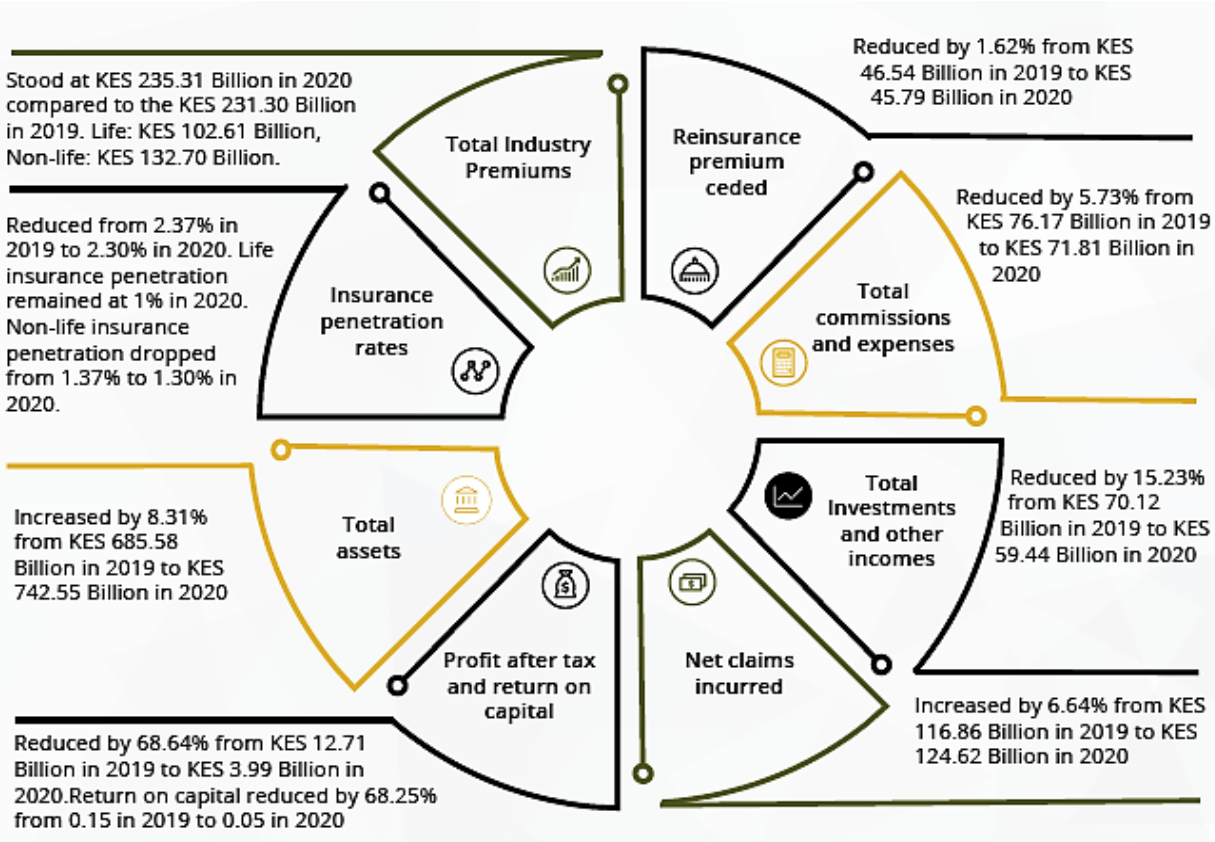 Stood at KES 235.31 Billion in 2020
compared to the KES 231.30 Billion
in 2019. Life: KES 102.61 Billion,
Non-life: KES 132.70 Billion.
Total Industry
Premiums
Reinsurance
premium
ceded
Reduced by 1.62% from KES
46.54 Billion in 2019 to KES
45.79 Billion in 2020
Reduced from 2.37% in
2019 to 2.30% in 2020. Life
insurance penetration
remained at 1% in 2020.
Non-life insurance
penetration dropped
from 1.37% to 1.30% in
2020.
Insurance
penetration
rates
Total
commissions
and expenses
Reduced by 5.73% from
KES 76.17 Billion in 2019
to KES 71.81 Billion in
2020
Increased by 8.31%
from KES 685.58
Billion in 2019 to KES
742.55 Billion in 2020
Total
assets
Total
Investments
and other
incomes
Reduced by 15.23%
from KES 70.12
Billion in 2019 to KES
59.44 Billion in 2020
Reduced by 68.64% from KES 12.71
Billion in 2019 to KES 3.99 Billion in
2020.Return on capital reduced by 68.25%
from 0.15 in 2019 to 0.05 in 2020
Profit after tax
and return on
capital
Net claims
incurred
Increased by 6.64% from KES
116.86 Billion in 2019 to KES
124.62 Billion in 2020